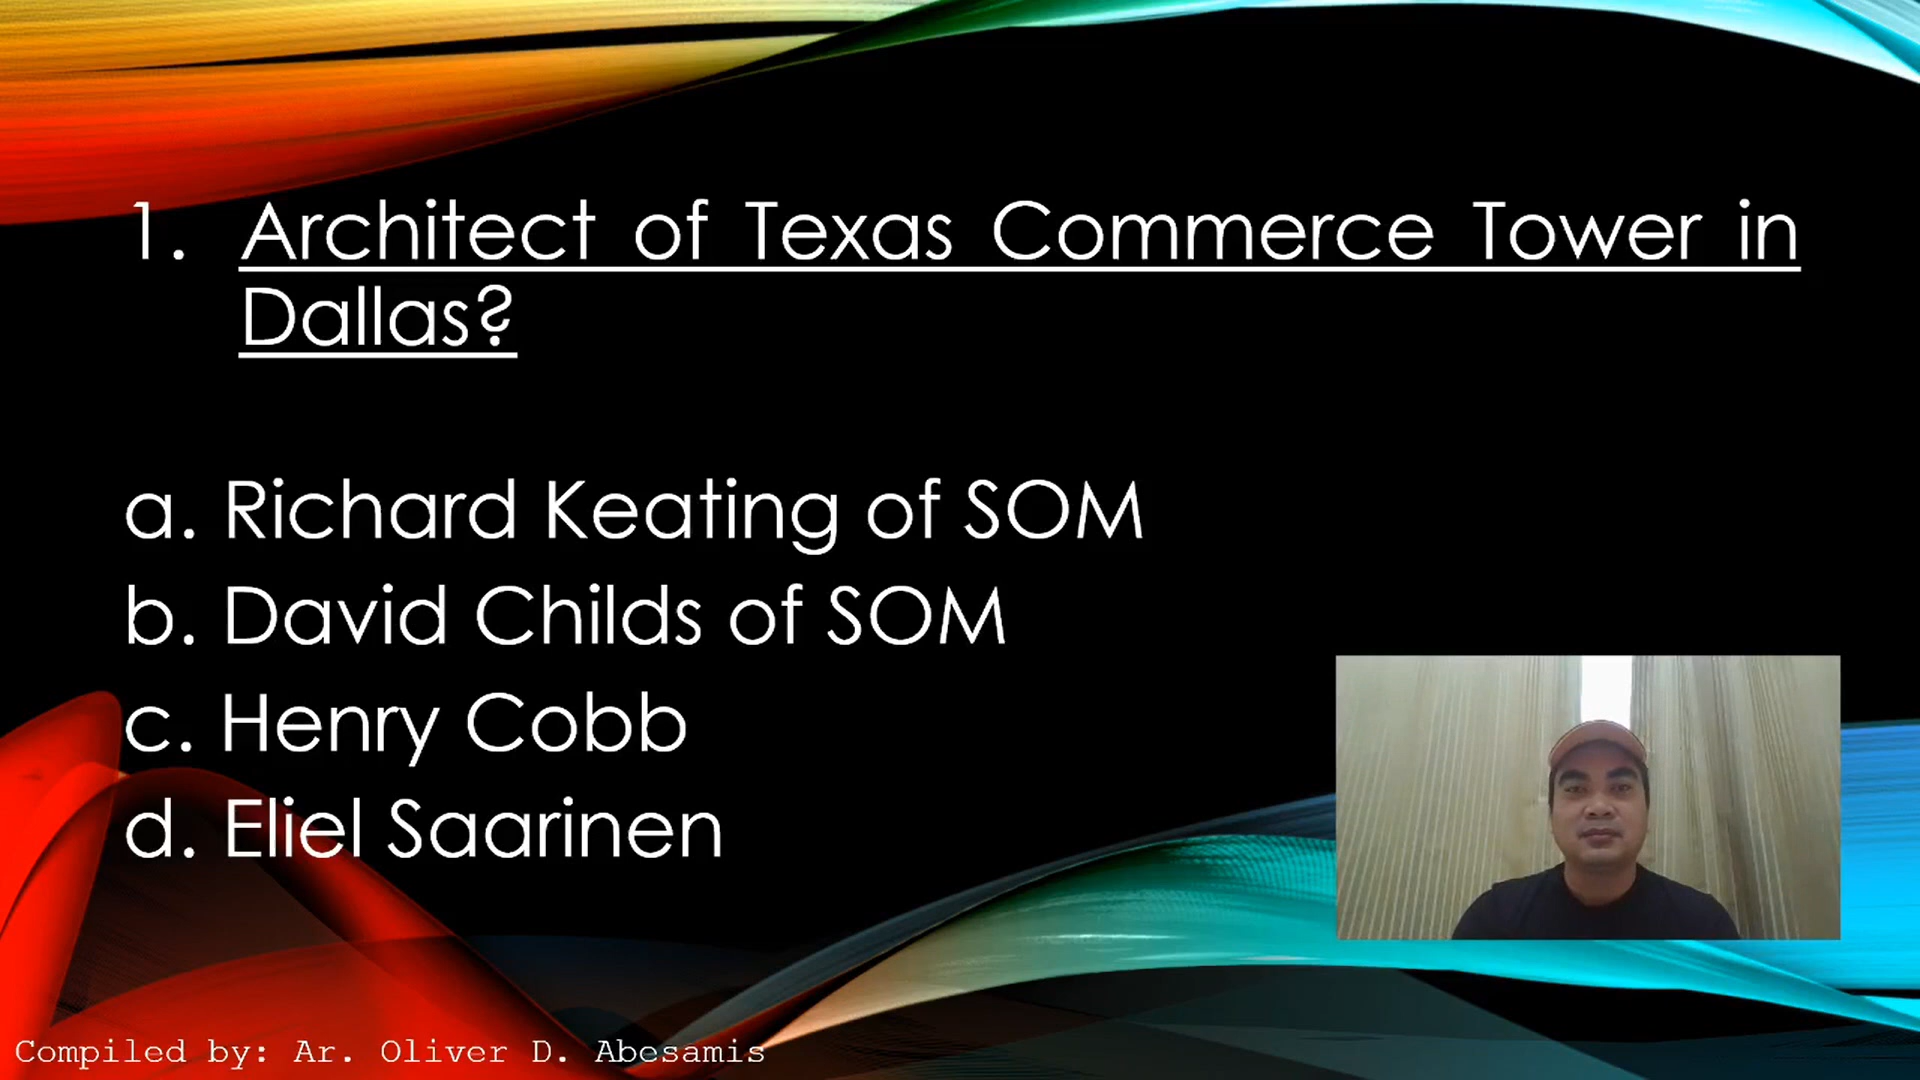 1. Architect of Texas Commerce Tower in
Dallas?
a. Richard Keating of SOM
b. David Childs of SOM
c. Henry Cobb
d. Eliel Saarinen
Compiled by: Ar. Oliver D. Abesamis